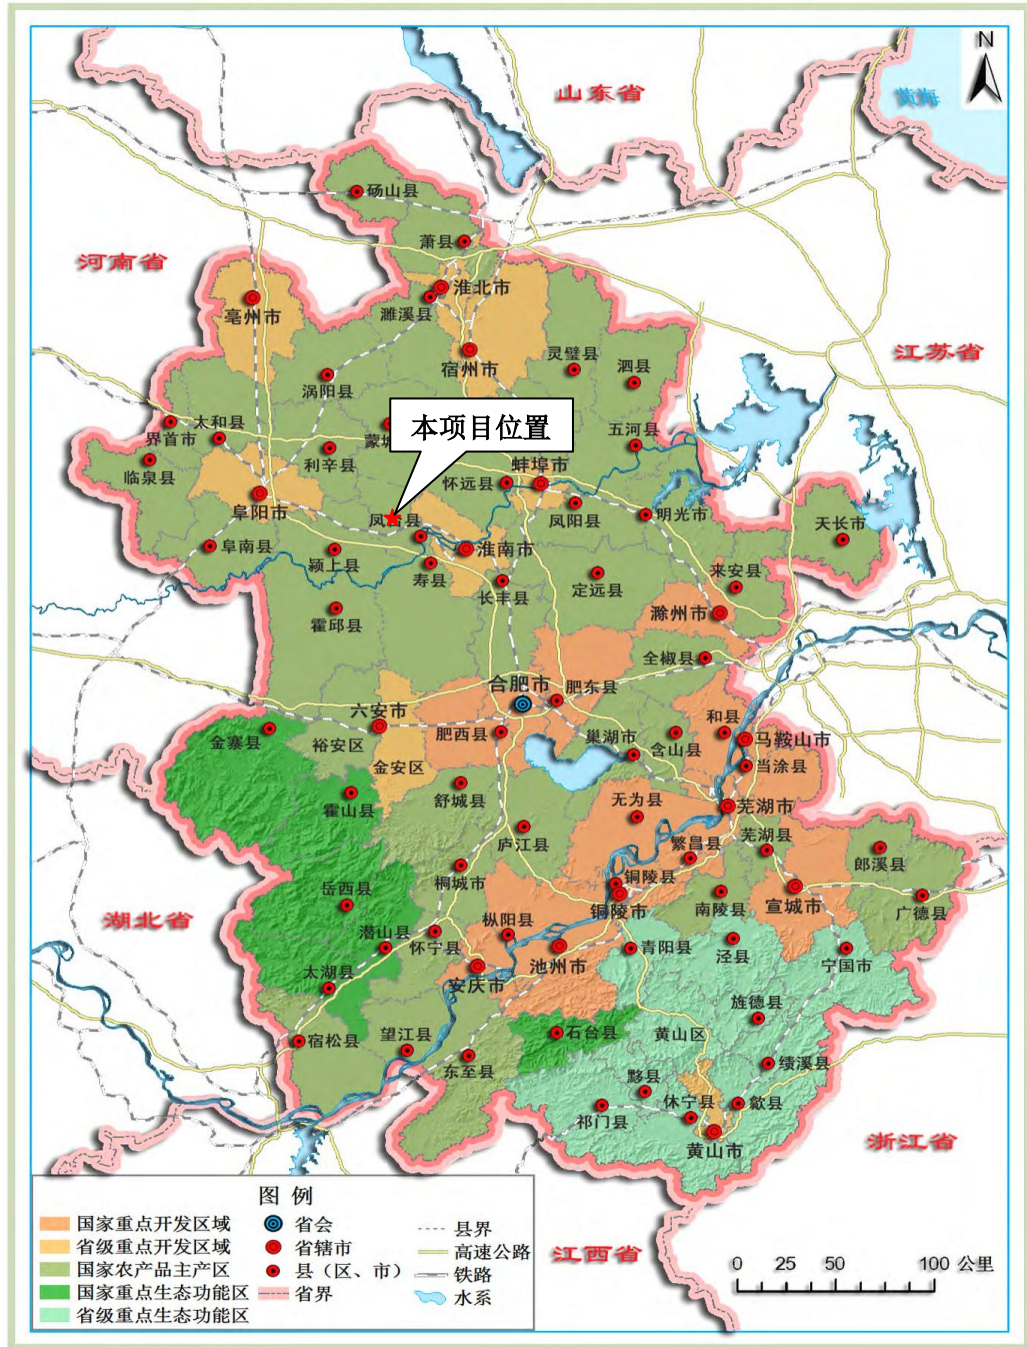 N
山东省
黄海
砀山县
萧县
河南省
淮北市
亳州市
濉溪县
江苏省
灵璧县
宿州市
泗县
涡阳县
本项目位置
太和县
界首市
五河县
利辛县
蚌埠市
临泉县
怀远县
阜阳市
凤阳县
明光市
天长市
阜南县
颍上县
淮南市
寿县
长丰县
定远县
来安县
霍邱县
滁州市
全椒县
合肥市
肥东县
六安市
和县
金寨县
裕安区
肥西县
巢湖市
含山县
马鞍山市
金安区
当涂县
霍山县
舒城县
无为县
芜湖市
庐江县
繁昌县
芜湖县
郎溪县
桐城市
铜陵县
岳西县
铜陵市
南陵县
宣城市
广德县
湖北省
枞阳县
潜山县
怀宁县
池州市
青阳县
泾县
宁国市
太湖县
安庆市
旌德县
宿松县
望江县
石台县
黄山区
东至县
绩溪县
黟县
休宁县
歙县
祁门县
黄山市
浙江省
江西省
图 例
国家重点开发区域
省级重点开发区域
国家农产品主产区
国家重点生态功能区
省级重点生态功能区
省会
省辖市
县（区、市）
省界
县界
高速公路
铁路
水系
0 25 50 100 公里